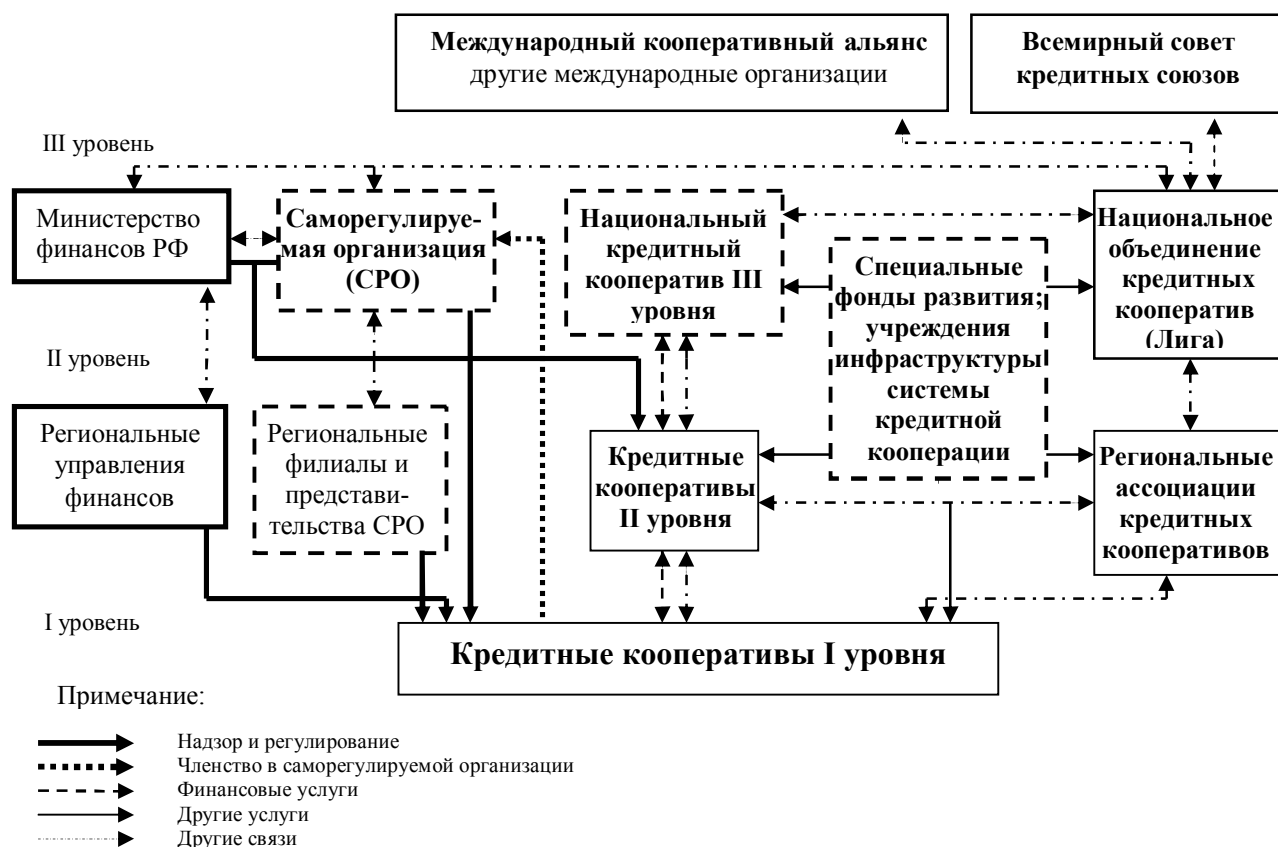 Международный кооперативный альянс
другие международные организации
Всемирный совет
кредитных союзов
III уровень
Министерство
финансов РФ
Саморегулируе-
мая организация
(СРО)
Национальный
кредитный
кооператив III
уровня
Специальные
фонды развития;
учреждения
инфраструктуры
системы
кредитной
кооперации
Национальное
объединение
кредитных
кооператив
(Лига)
II уровень
Региональные
управления
финансов
Региональные
филиалы и
представи-
тельства СРО
Кредитные
кооперативы
II уровня
Региональные
ассоциации
кредитных
кооперативов
I уровень
Кредитные кооперативы I уровня
Примечание:
Надзор и регулирование
Членство в саморегулируемой организации
Финансовые услуги
Другие услуги
Другие связи